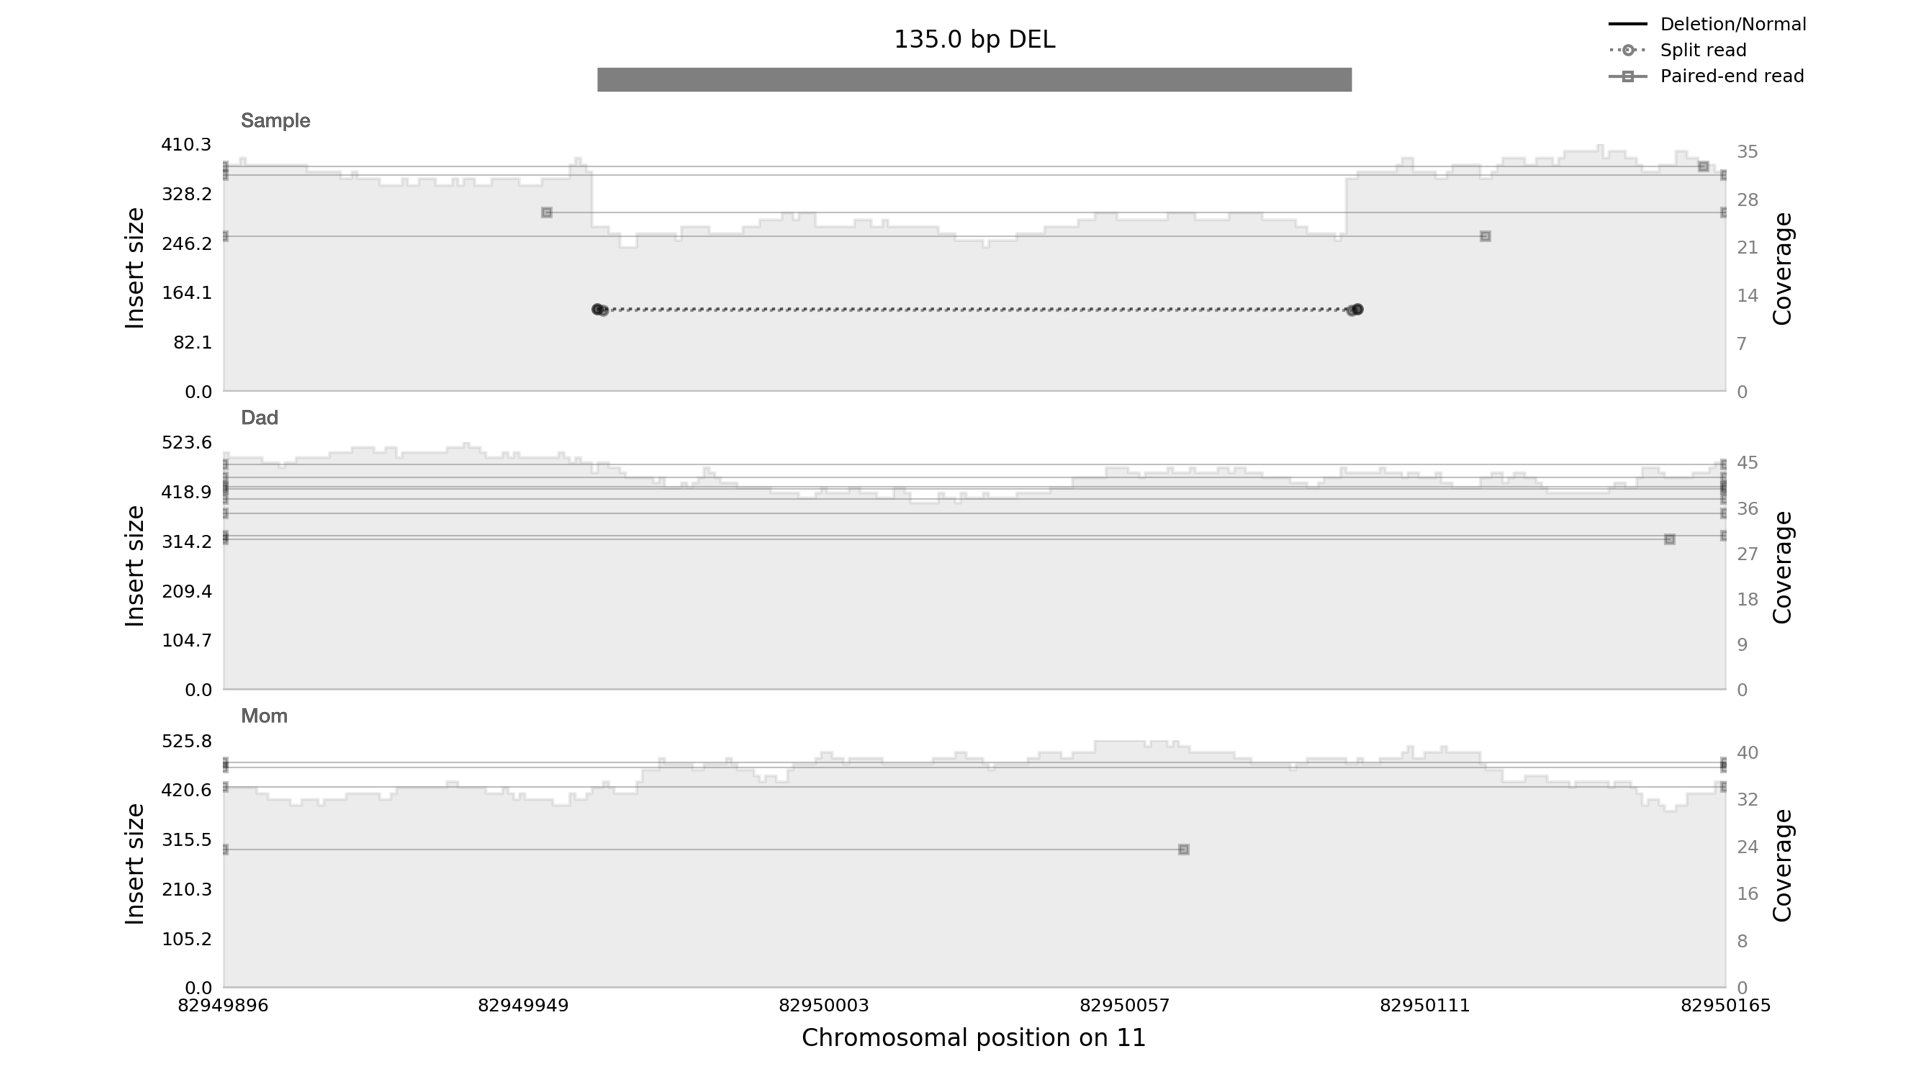 135.0 bp DEL
Deletion/Normal
Split read
Paired-end read
Sample
410.3
328.2
246.2
164.1
82.1
0.0
Insert size
35
28
21
14
7
0
Coverage
Dad
523.6
418.9
314.2
209.4
104.7
0.0
Insert size
45
36
27
18
9
0
Coverage
Mom
525.8
420.6
315.5
210.3
105.2
0.0
Insert size
40
32
24
16
8
0
Coverage
82949896 82949949 82950003 82950057 82950111 82950165
Chromosomal position on 11